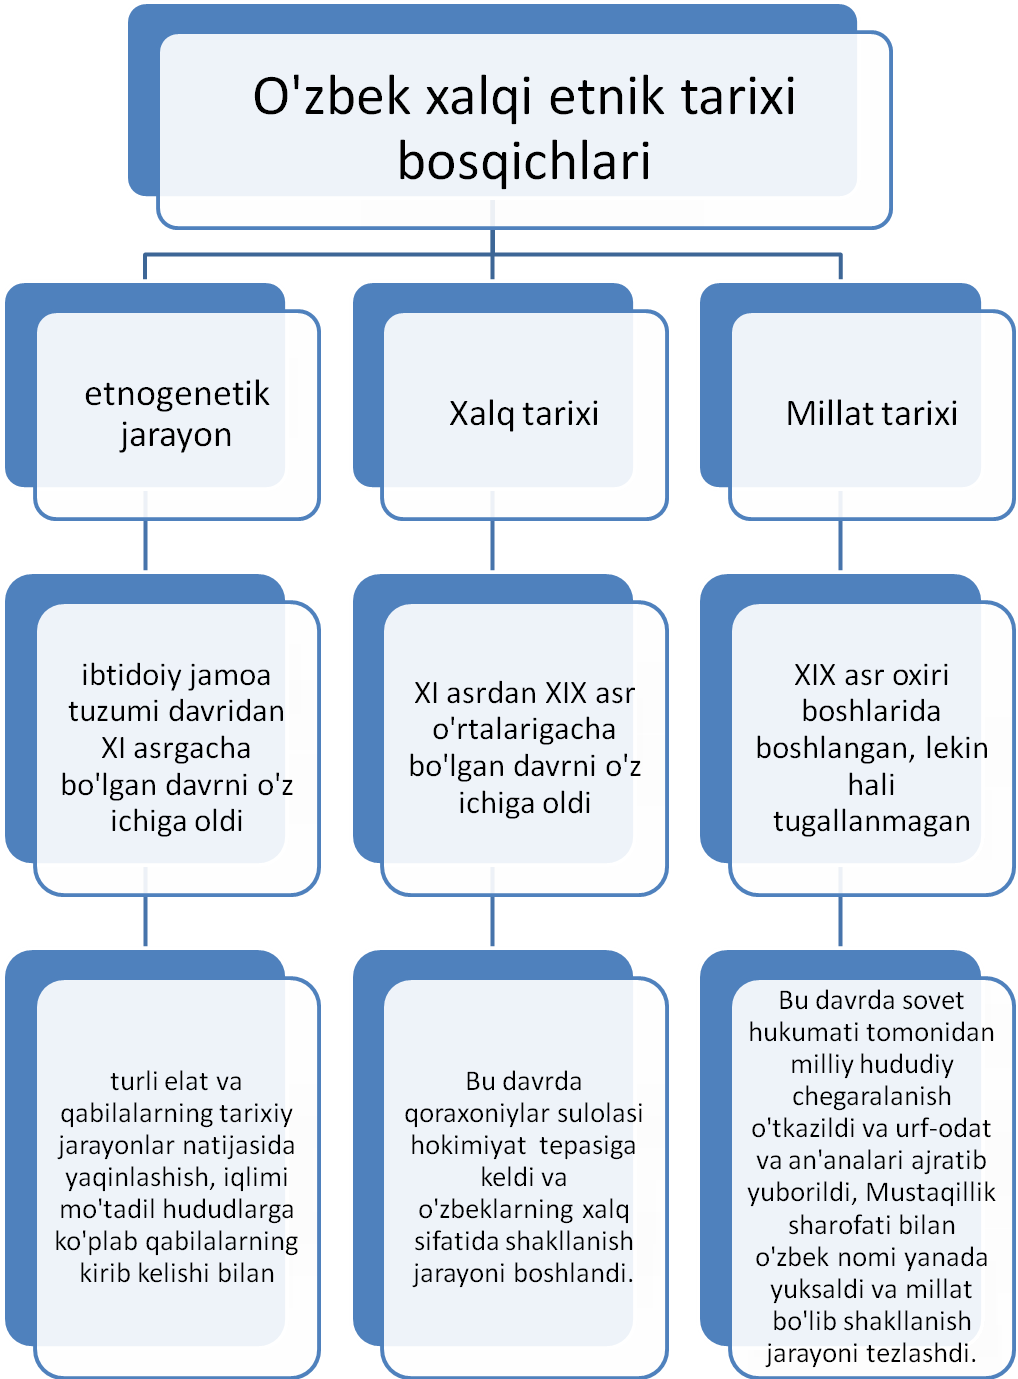 O'zbek xalqi etnik tarixi
bosqichlari
etnogenetik
jarayon
Xalq tarixi
Millat tarixi
ibtidoiy jamoa
tuzumi davridan
XI asrgacha
bo'lgan davrni o'z
ichiga oldi
XI asrdan XIX asr
o'rtalarigacha
bo'lgan davrni o'z
ichiga oldi
XIX asr oxiri
boshlarida
boshlangan, lekin
hali
tugallanmagan
turli elat va
qabilalarning tarixiy
jarayonlar natijasida
yaqinlashish, iqlimi
mo'tadil hududlarga
ko'plab qabilalarning
kirib kelishi bilan
Bu davrda
qoraxoniylar sulolasi
hokimiyat tepasiga
keldi va
o'zbeklarning xalq
sifatida shakllanish
jarayoni boshlandi.
Bu davrda sovet
hukumati tomonidan
milliy hududiy
chegaralanish
o'tkazildi va urf-odat
va an'analari ajratib
yuborildi, Mustaqillik
sharofati bilan
o'zbek nomi yanada
yuksaldi va millat
bo'lib shakllanish
jarayoni tezlashdi.